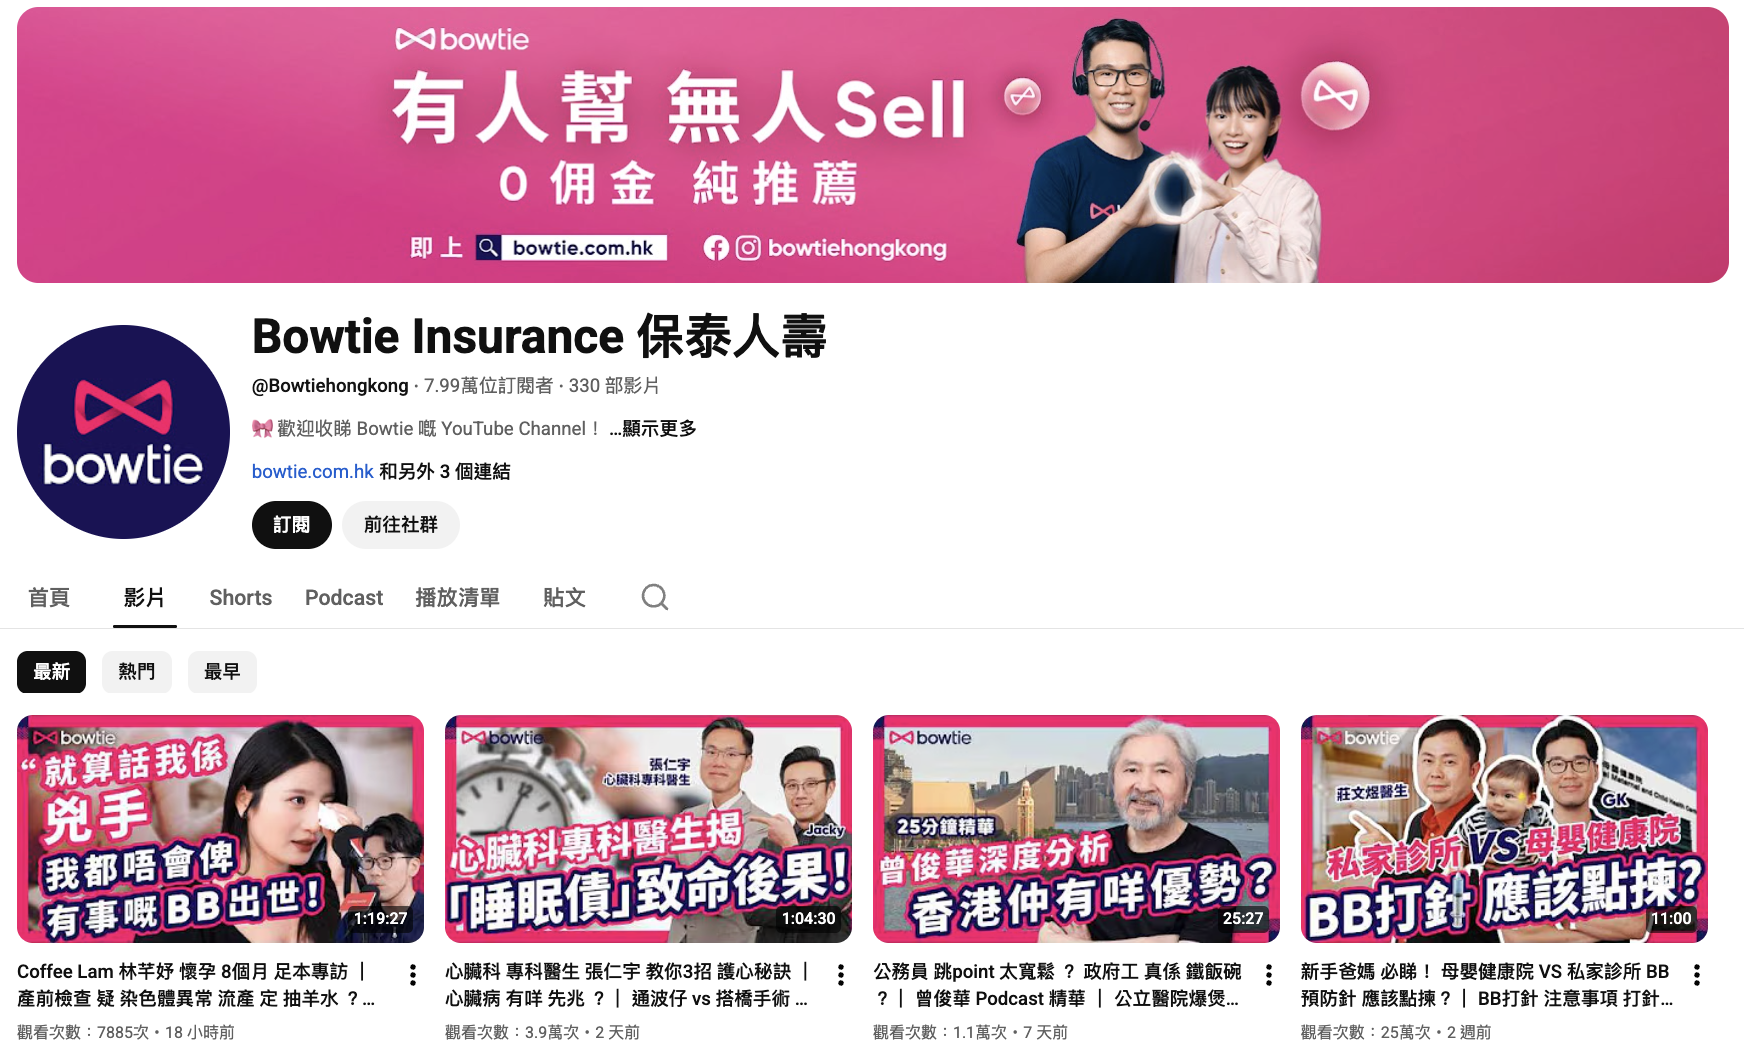 bowtie
有人幫 無人Sell
0 佣金 純推薦
即上 bowtie.com.hk bowtiehongkong
bowtie
Bowtie Insurance 保泰人壽
@Bowtiehongkong · 7.99萬位訂閱者 · 330 部影片
🎀 歡迎收睇 Bowtie 嘅 YouTube Channel！ ...顯示更多
bowtie.com.hk 和另外 3 個連結
訂閱 前往社群
首頁 影片 Shorts Podcast 播放清單 貼文
最新 熱門 最早
bowtie
“就算話我係
兇手
我都唔會俾
有事嘅BB出世！
1:19:27
Coffee Lam 林芊妤 懷孕 8個月 足本專訪 ｜
產前檢查 疑 染色體異常 流產 定 抽羊水 ？...
觀看次數：7885次 · 18 小時前
bowtie
張仁宇
心臟科專科醫生
Jacky
心臟科專科醫生揭
「睡眠債」致命後果！
1:04:30
心臟科 專科醫生 張仁宇 教你3招 護心秘訣 ｜
心臟病 有咩 先兆 ？｜ 通波仔 vs 搭橋手術 ...
觀看次數：3.9萬次 · 2 天前
bowtie
25分鐘精華
曾俊華深度分析
香港仲有咩優勢？
25:27
公務員 跳point 太寬鬆 ？ 政府工 真係 鐵飯碗
？｜ 曾俊華 Podcast 精華 ｜ 公立醫院爆煲...
觀看次數：1.1萬次 · 7 天前
bowtie
莊文煜醫生
GK
私家診所 VS 母嬰健康院
BB打針 應該點揀？
11:00
新手爸媽 必睇！ 母嬰健康院 VS 私家診所 BB
預防針 應該點揀？｜ BB打針 注意事項 打針...
觀看次數：25萬次 · 2 週前